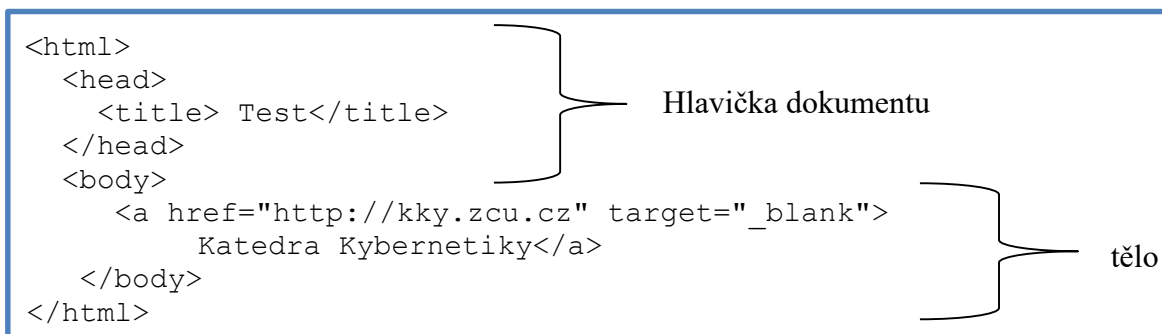 <html>
  <head>
    <title> Test</title>
  </head>
  <body>
     <a href="http://kky.zcu.cz" target="_blank">
         Katedra Kybernetiky</a>
   </body>
</html>
Hlavička dokumentu
tělo